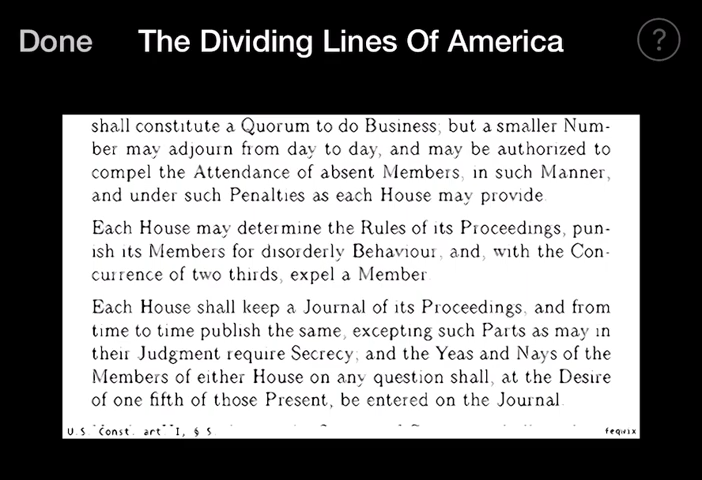 Done The Dividing Lines Of America ?
shall constitute a Quorum to do Business; but a smaller Num-
ber may adjourn from day to day, and may be authorized to
compel the Attendance of absent Members, in such Manner,
and under such Penalties as each House may provide.
Each House may determine the Rules of its Proceedings, pun-
ish its Members for disorderly Behaviour, and, with the Con-
currence of two thirds, expel a Member.
Each House shall keep a Journal of its Proceedings, and from
time to time publish the same, excepting such Parts as may in
their Judgment require Secrecy; and the Yeas and Nays of the
Members of either House on any question shall, at the Desire
of one fifth of those Present, be entered on the Journal.
U.S. Const. art I, § 5